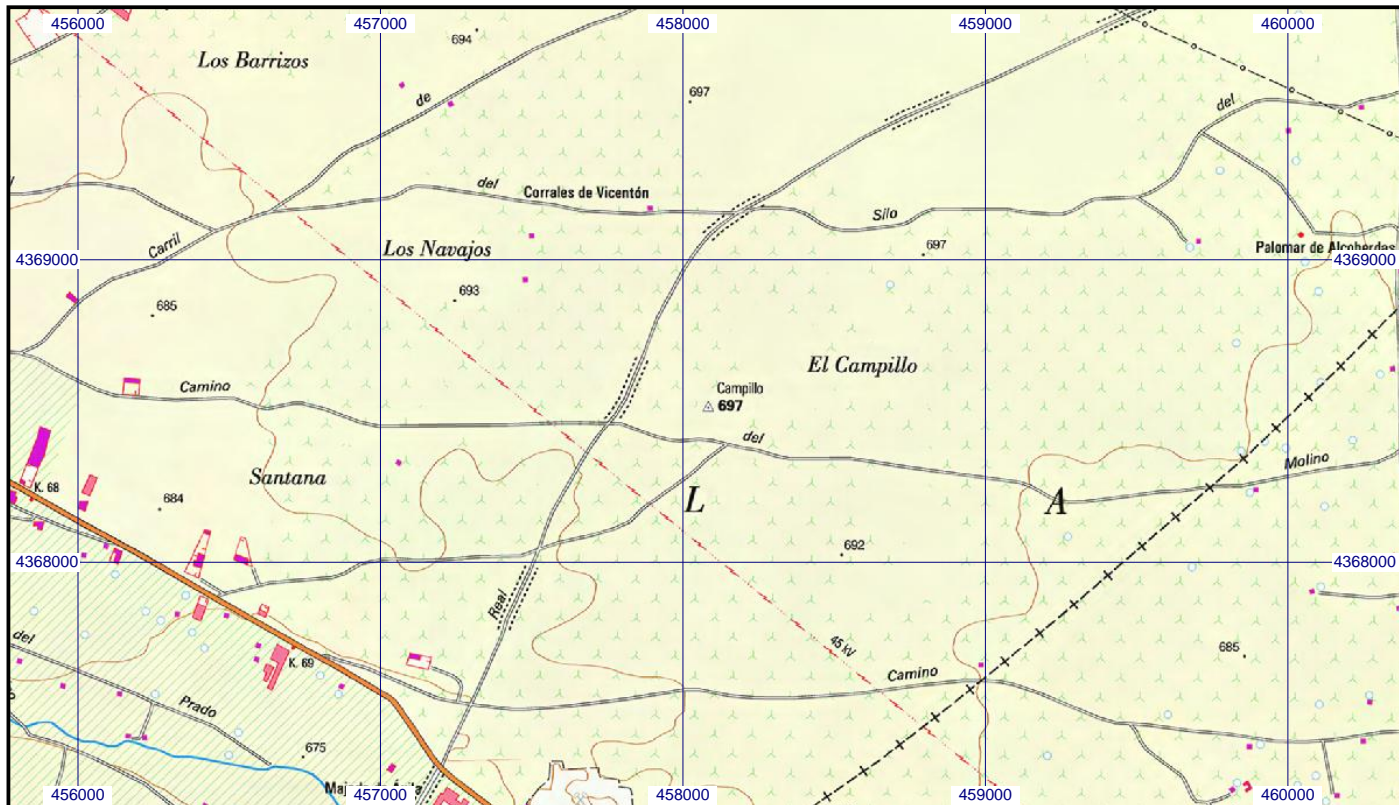 456000 457000 458000 459000 460000
694
Los Barrizos
de
697
del
del
Corrales de Vicentón
Silo
Carril
Los Navajos
697
Palomar de Alcoherdas
4369000 4369000
693
685
El Campillo
Campillo
697
Camino
del
Molino
Santana
K. 68
684
L A
692
4368000 4368000
Real
del
45 kV
685
K. 69
Camino
Prado
675
456000 457000 458000 459000 460000